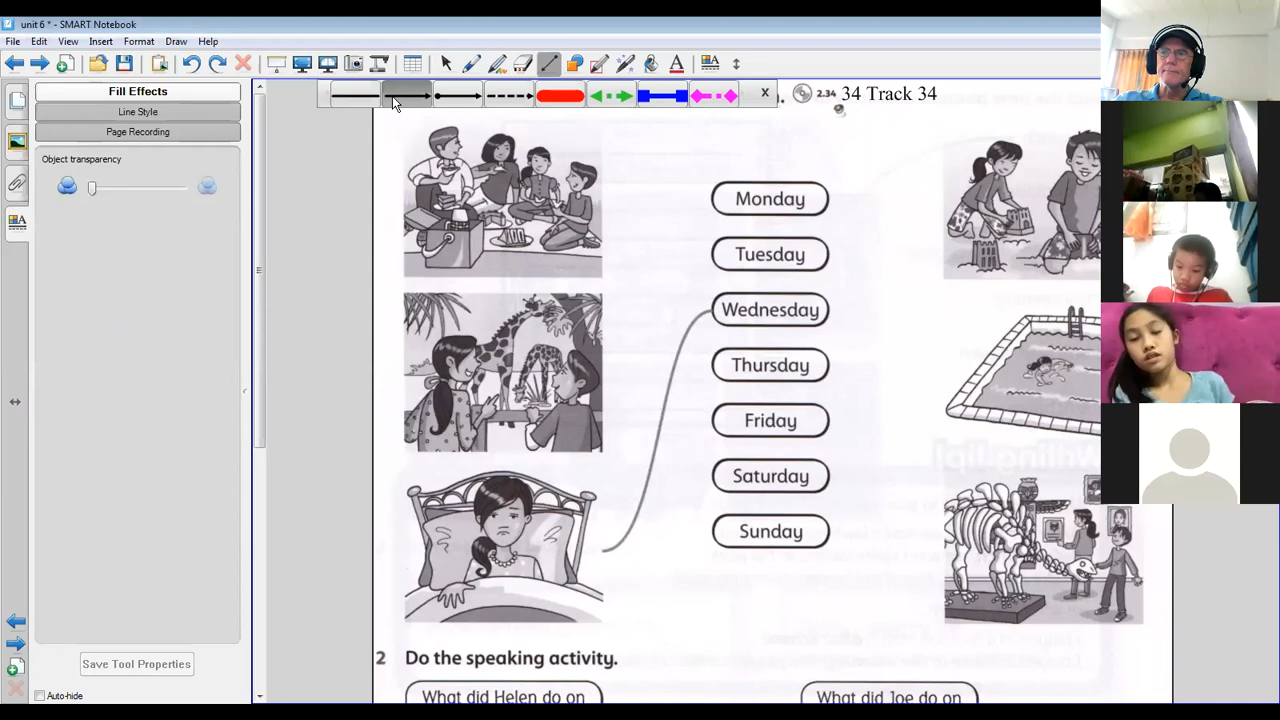 unit 6 * - SMART Notebook
File Edit View Insert Format Draw Help
Fill Effects
Line Style
Page Recording
Object transparency
x
2.34 34 Track 34
Monday
Tuesday
Wednesday
Thursday
Friday
Saturday
Sunday
2 Do the speaking activity.
What did Helen do on
What did Joe do on
Save Tool Properties
Auto-hide